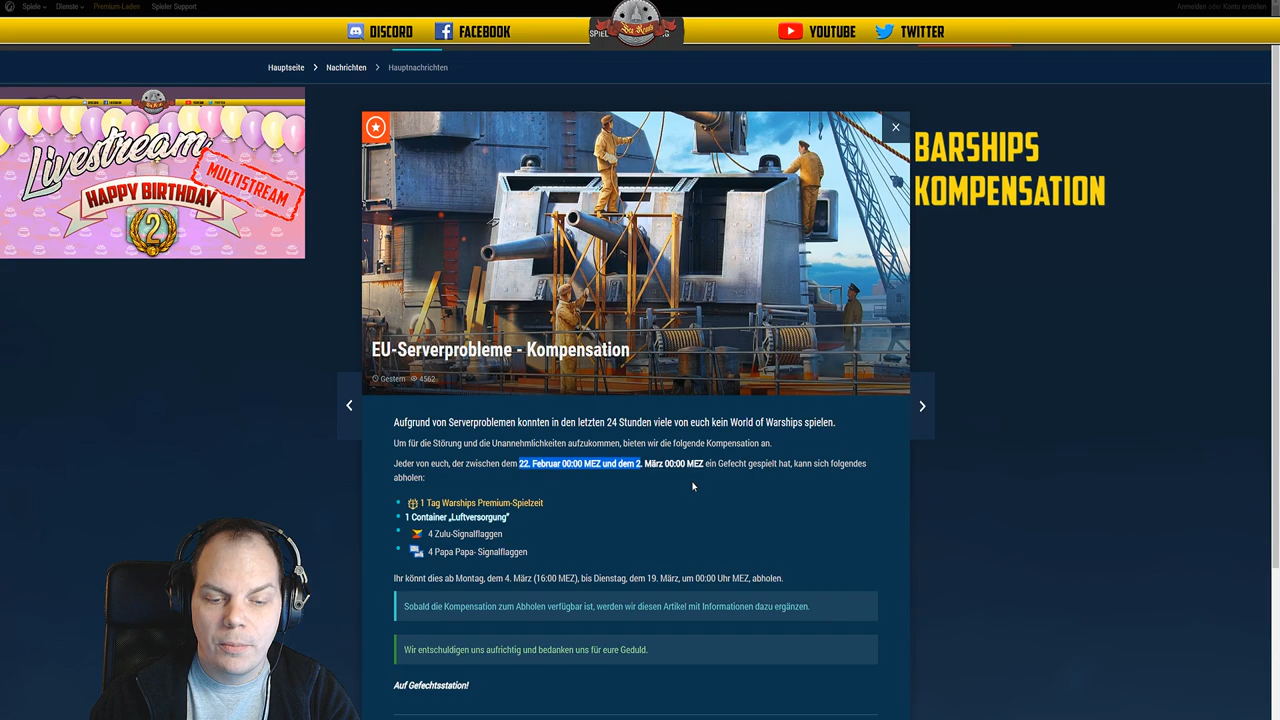 Spiele
Dienste
Premium-Laden
Spieler Support
Anmelden oder Konto erstellen
DISCORD
FACEBOOK
YOUTUBE
TWITTER
Hauptseite
Nachrichten
Hauptnachrichten
Livestream
MULTISTREAM
HAPPY BIRTHDAY
2
BARSHIPS
KOMPENSATION
EU-Serverprobleme - Kompensation
Gestern 4562
Aufgrund von Serverproblemen konnten in den letzten 24 Stunden viele von euch kein World of Warships spielen.
Um für die Störung und die Unannehmlichkeiten aufzukommen, bieten wir die folgende Kompensation an.
Jeder von euch, der zwischen dem 22. Februar 00:00 MEZ und dem 2. März 00:00 MEZ ein Gefecht gespielt hat, kann sich folgendes
abholen:
1 Tag Warships Premium-Spielzeit
1 Container „Luftversorgung"
4 Zulu-Signalflaggen
4 Papa Papa- Signalflaggen
Ihr könnt dies ab Montag, dem 4. März (16:00 MEZ), bis Dienstag, dem 19. März, um 00:00 Uhr MEZ, abholen.
Sobald die Kompensation zum Abholen verfügbar ist, werden wir diesen Artikel mit Informationen dazu ergänzen.
Wir entschuldigen uns aufrichtig und bedanken uns für eure Geduld.
Auf Gefechtsstation!